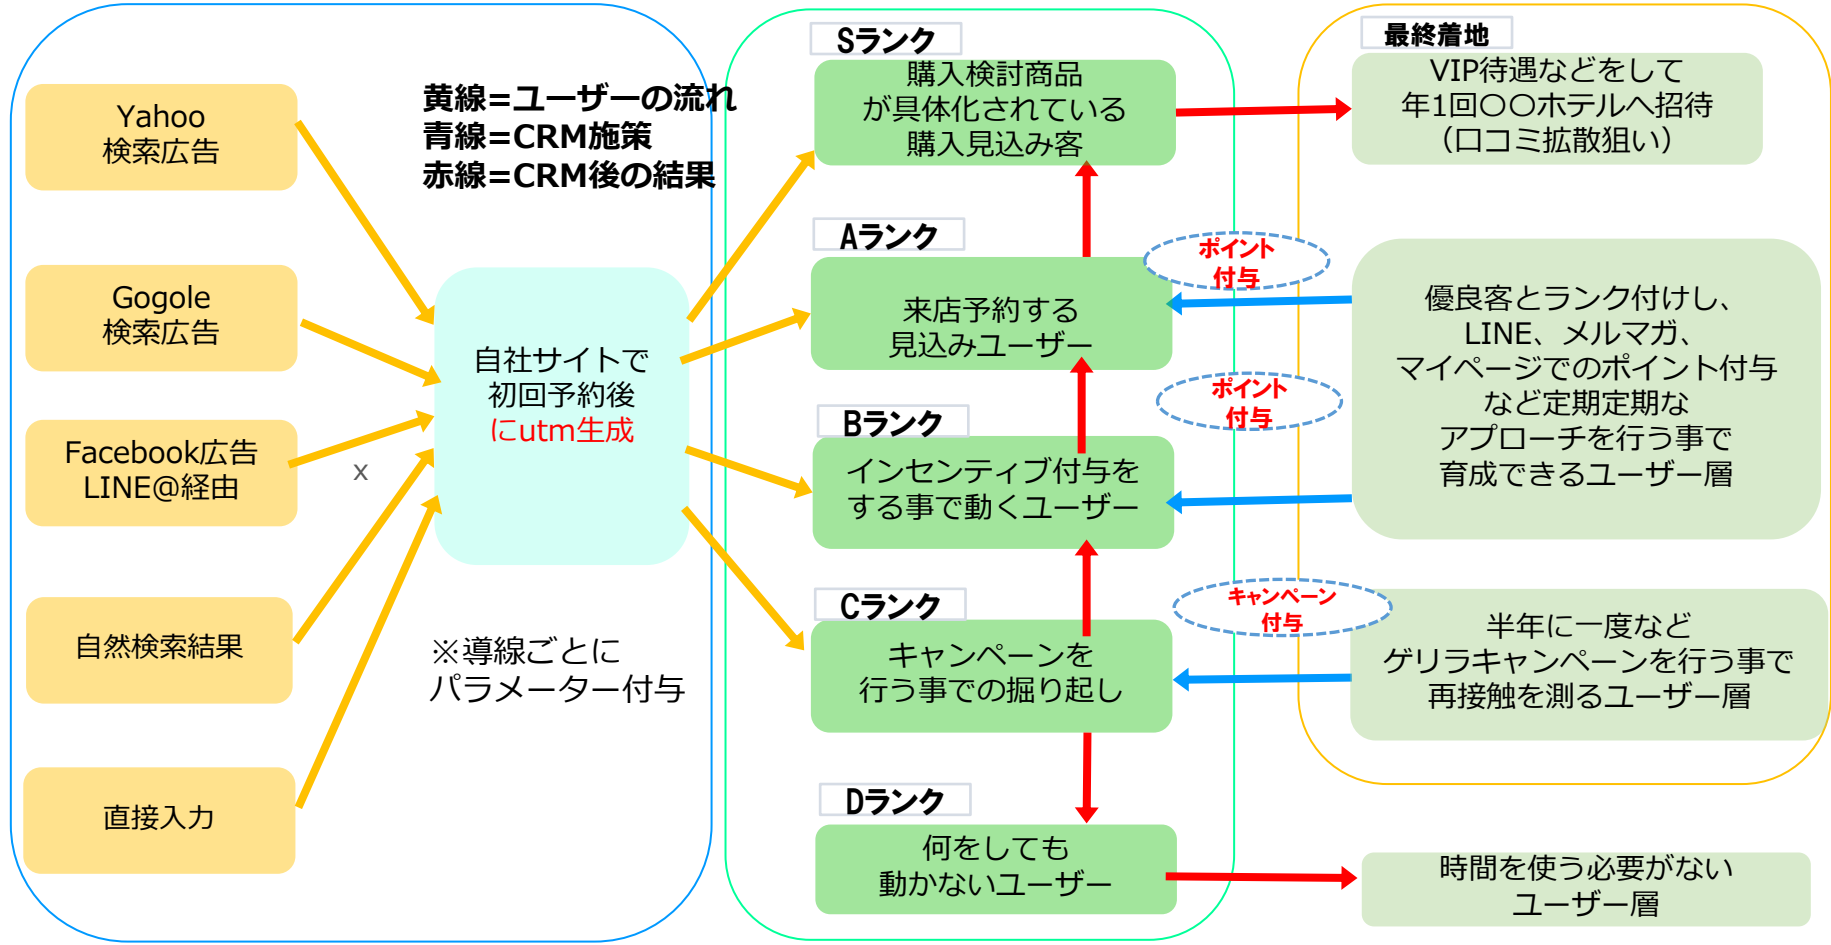 Yahoo
検索広告
Gogole
検索広告
Facebook広告
LINE@経由
x
自然検索結果
直接入力
黄線=ユーザーの流れ
青線=CRM施策
赤線=CRM後の結果
自社サイトで
初回予約後
にutm生成
※導線ごとに
パラメーター付与
Sランク
購入検討商品
が具体化されている
購入見込み客
Aランク
来店予約する
見込みユーザー
Bランク
インセンティブ付与を
する事で動くユーザー
Cランク
キャンペーンを
行う事での掘り起し
Dランク
何をしても
動かないユーザー
ポイント
付与
ポイント
付与
キャンペーン
付与
最終着地
VIP待遇などをして
年1回〇〇ホテルへ招待
（口コミ拡散狙い）
優良客とランク付けし、
LINE、メルマガ、
マイページでのポイント付与
など定期定期な
アプローチを行う事で
育成できるユーザー層
半年に一度など
ゲリラキャンペーンを行う事で
再接触を測るユーザー層
時間を使う必要がない
ユーザー層